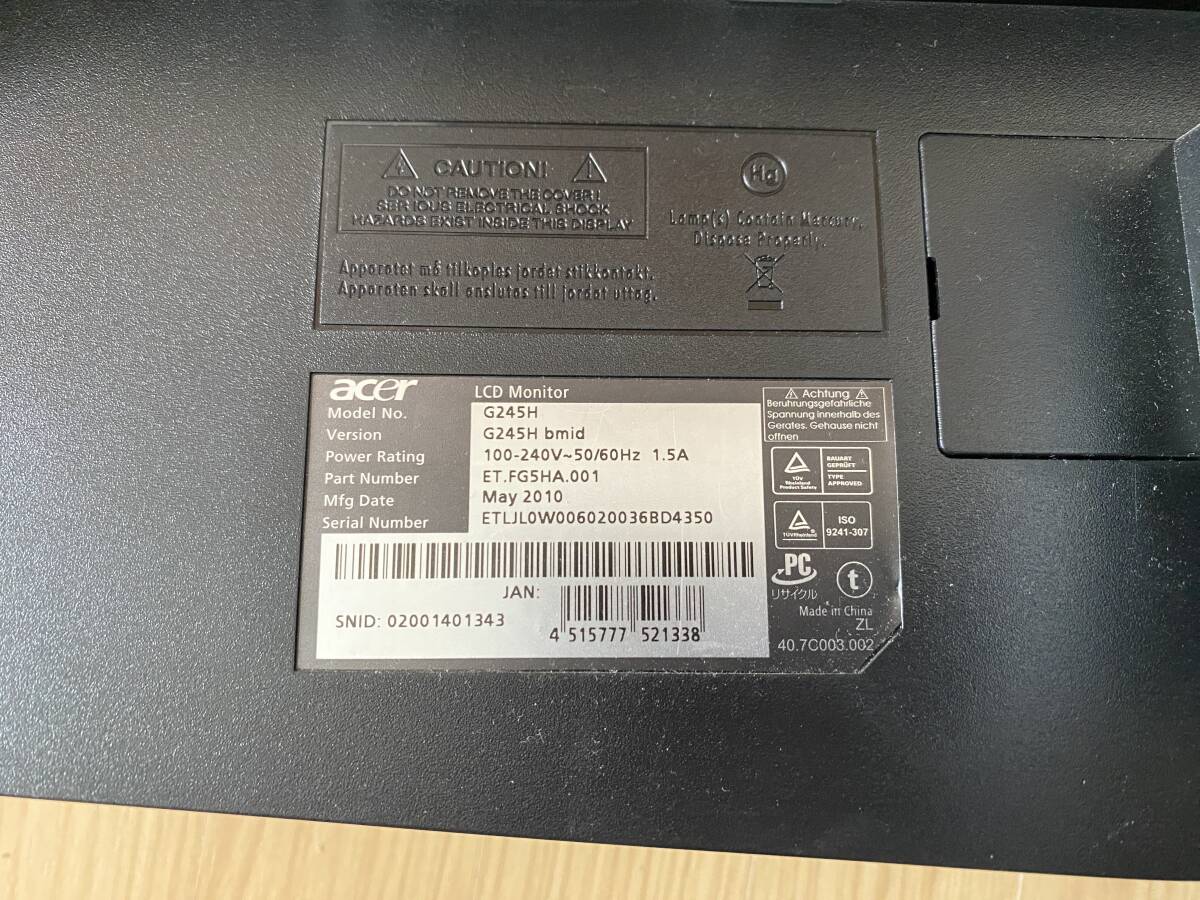 CAUTION!
DO NOT REMOVE THE COVER!
SERIOUS ELECTRICAL SHOCK
HAZARDS EXIST INSIDE THIS DISPLAY
Apparatet må tilkoples jordet stikkontakt.
Apparaten skall anslutas till jordat uttag.
Hg
Lamp(s) Contain Mercury,
Dispose Properly.
acer LCD Monitor
Model No. G245H
Version G245H bmid
Power Rating 100-240V~50/60Hz 1.5A
Part Number ET.FG5HA.001
Mfg Date May 2010
Serial Number ETLJL0W006020036BD4350
JAN:
SNID: 02001401343
4 515777 521338
Achtung
Beruhrungsgefahrliche
Spannung innerhalb des
Gerates. Gehause nicht
offnen
TÜV
Rheinland
Product Safety
BAUART
GEPRÜFT
TYPE
APPROVED
TÜVRheinland
ISO
9241-307
PC
リサイクル
t
Made in China
ZL
40.7C003.002